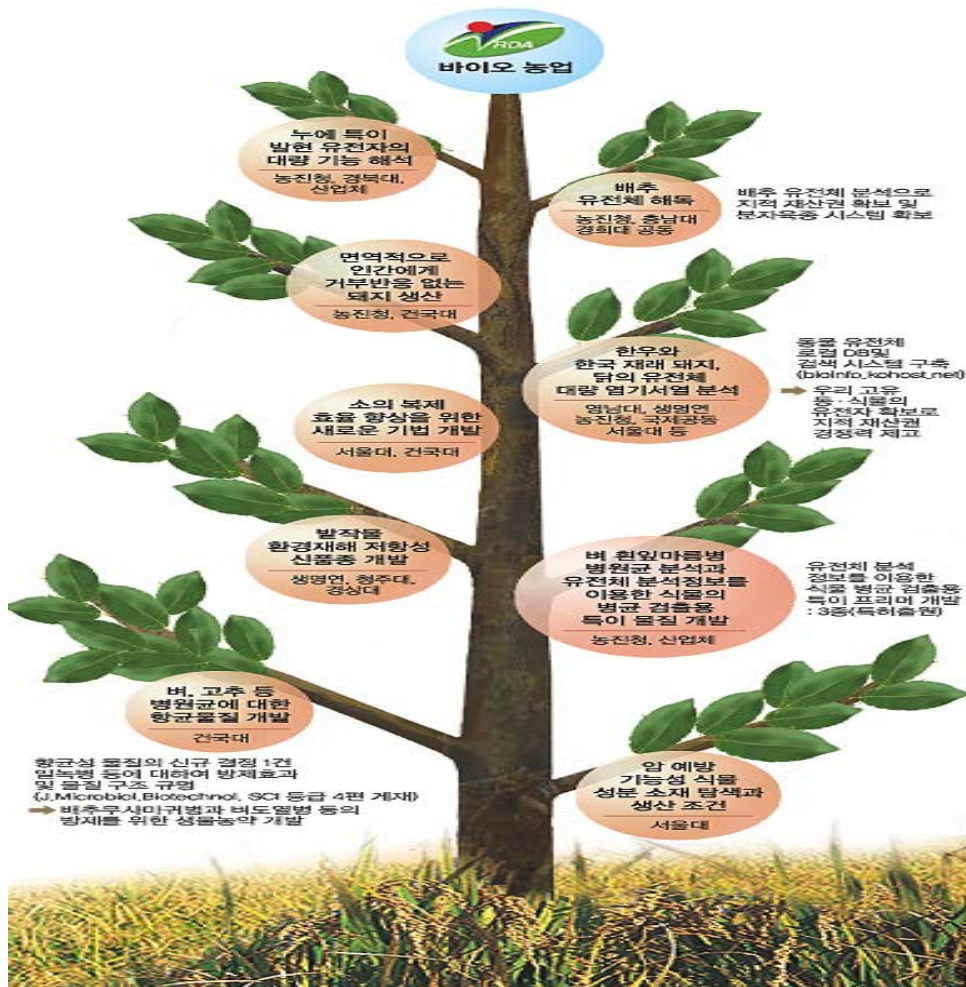 RDA
바이오 농업
누에 특이
발현 유전자의
대량 기능 해석
농진청, 경북대,
산업체
배추
유전체 해독
농진청, 충남대
경희대 공동
배추 유전체 분석으로
지적 재산권 확보 및
분자육종 시스템 확보
면역적으로
인간에게
거부반응 없는
돼지 생산
농진청, 건국대
한우와
한국 재래 돼지,
닭의 유전체
대량 염기서열 분석
영남대, 생명연
농진청, 국제공동
서울대 등
동물 유전체
로컬 DB및
검색 시스템 구축
(bioinfo.kohost.net)
➔ 우리 고유
동·식물의
유전자 확보로
지적 재산권
경쟁력 제고
소의 복제
효율 향상을 위한
새로운 기법 개발
서울대, 건국대
밭작물
환경재해 저항성
신품종 개발
생명연, 청주대,
경상대
벼 흰잎마름병
병원균 분석과
유전체 분석정보를
이용한 식물의
병균 검출용
특이 물질 개발
농진청, 산업체
유전체 분석
정보를 이용한
식물 병균 검출용
특이 프리머 개발
: 3종(특허출원)
벼, 고추 등
병원균에 대한
항균물질 개발
건국대
항균성 물질의 신규 결정 1건
잎녹병 등에 대하여 방제효과
및 물질 구조 규명
(J.Microbiol.Biotechnol. SCI 등급 4편 게재)
➔ 배추무사마귀병과 벼도열병 등의
방제를 위한 생물농약 개발
암 예방
기능성 식물
성분 소재 탐색과
생산 조건
서울대